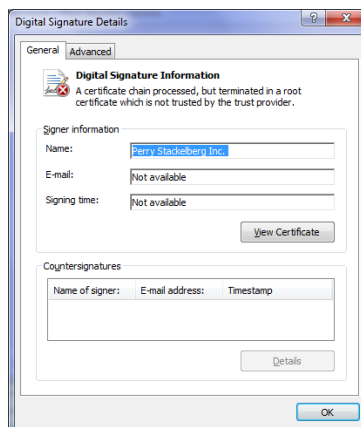 Digital Signature Details
General
Advanced
Digital Signature Information
A certificate chain processed, but terminated in a root
certificate which is not trusted by the trust provider.
Signer information
Name:
Perry Stackelberg Inc.
E-mail:
Not available
Signing time:
Not available
View Certificate
Countersignatures
Name of signer: E-mail address: Timestamp
Details
OK